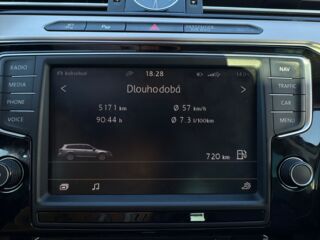 RADIO
MEDIA
PHONE
VOICE
NAV
TRAFFIC
CAR
MENU
18:28
< Dlouhodobá >
5171 km Ø 57 km/h
90:44 h Ø 7.3 l/100km
720 km